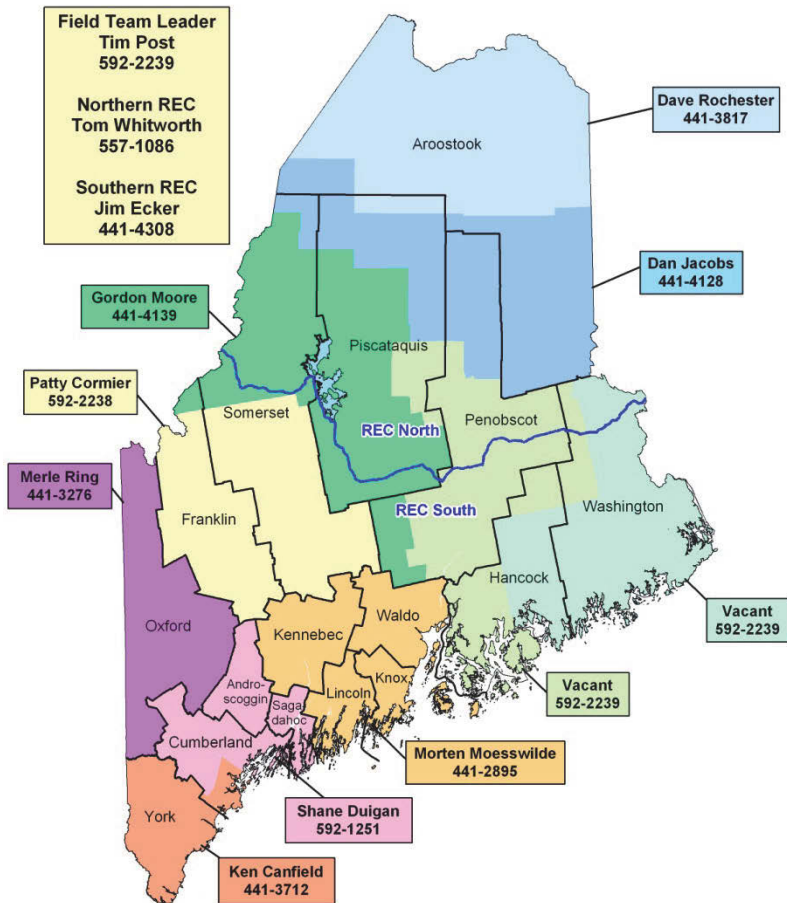 Field Team Leader
Tim Post
592-2239
Northern REC
Tom Whitworth
557-1086
Southern REC
Jim Ecker
441-4308
Dave Rochester
441-3817
Aroostook
Dan Jacobs
441-4128
Gordon Moore
441-4139
Piscataquis
Patty Cormier
592-2238
Somerset
Penobscot
REC North
Merle Ring
441-3276
REC South
Washington
Franklin
Hancock
Oxford
Kennebec
Waldo
Vacant
592-2239
Andro-
scoggin
Saga-
dahoc
Lincoln
Knox
Vacant
592-2239
Cumberland
Morten Moesswilde
441-2895
York
Shane Duigan
592-1251
Ken Canfield
441-3712